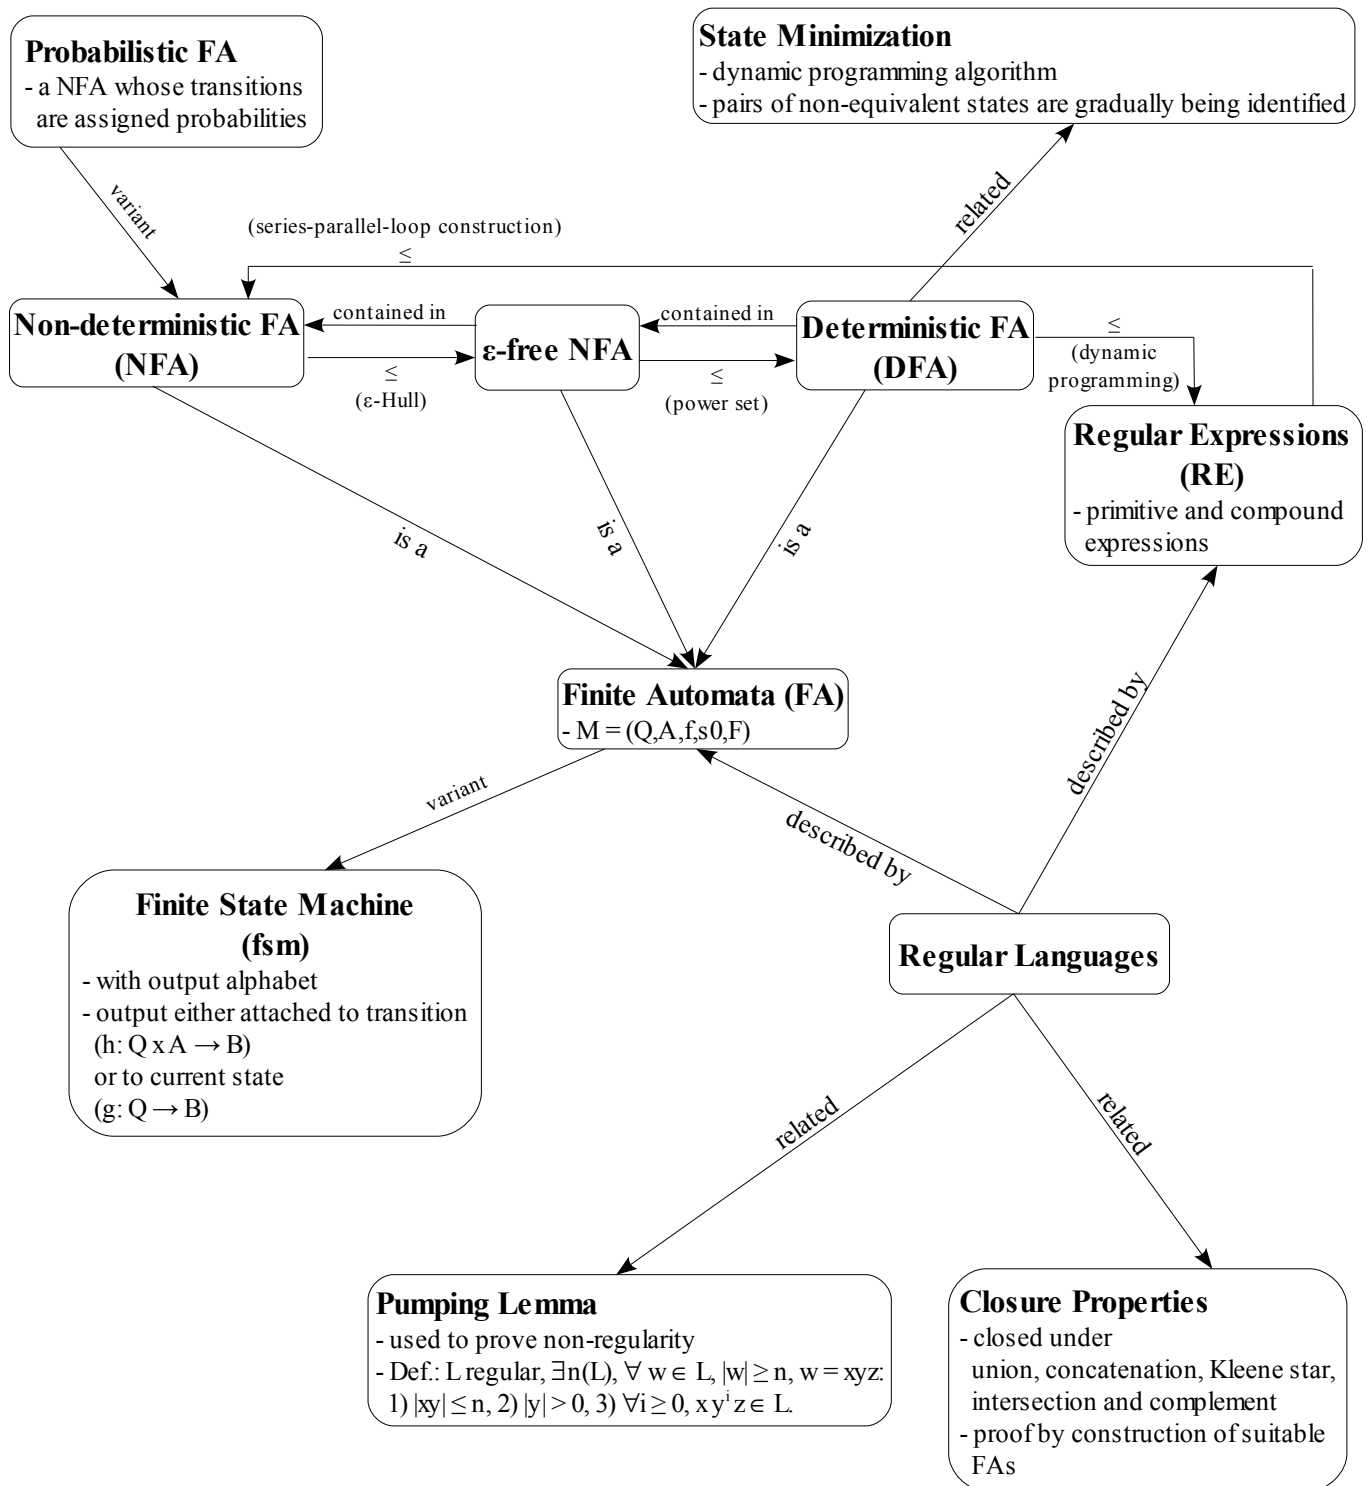 Probabilistic FA
- a NFA whose transitions
are assigned probabilities
State Minimization
- dynamic programming algorithm
- pairs of non-equivalent states are gradually being identified
variant
related
(series-parallel-loop construction)
≤
Non-deterministic FA
(NFA)
contained in
≤
(ε-Hull)
ε-free NFA
contained in
≤
(power set)
Deterministic FA
(DFA)
≤
(dynamic
programming)
Regular Expressions
(RE)
- primitive and compound
expressions
is a
is a
is a
Finite Automata (FA)
- M = (Q,A,f,s0,F)
variant
described by
described by
Finite State Machine
(fsm)
- with output alphabet
- output either attached to transition
(h: Q x A → B)
or to current state
(g: Q → B)
Regular Languages
related
related
Pumping Lemma
- used to prove non-regularity
- Def.: L regular, ∃n(L), ∀ w ∈ L, |w| ≥ n, w = xyz:
1) |xy| ≤ n, 2) |y| > 0, 3) ∀i ≥ 0, x yⁱ z ∈ L.
Closure Properties
- closed under
union, concatenation, Kleene star,
intersection and complement
- proof by construction of suitable
FAs